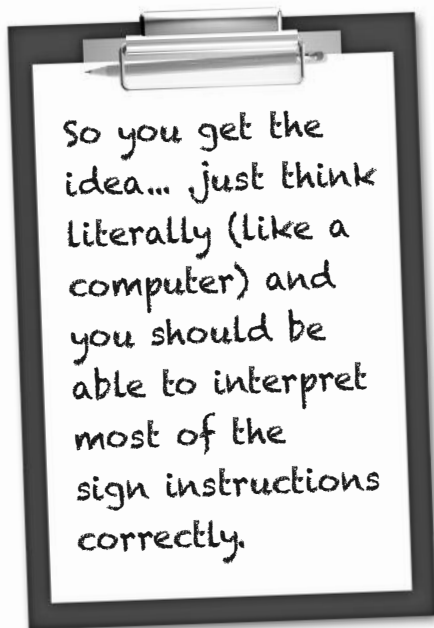 So you get the
idea... just think
literally (like a
computer) and
you should be
able to interpret
most of the
sign instructions
correctly.